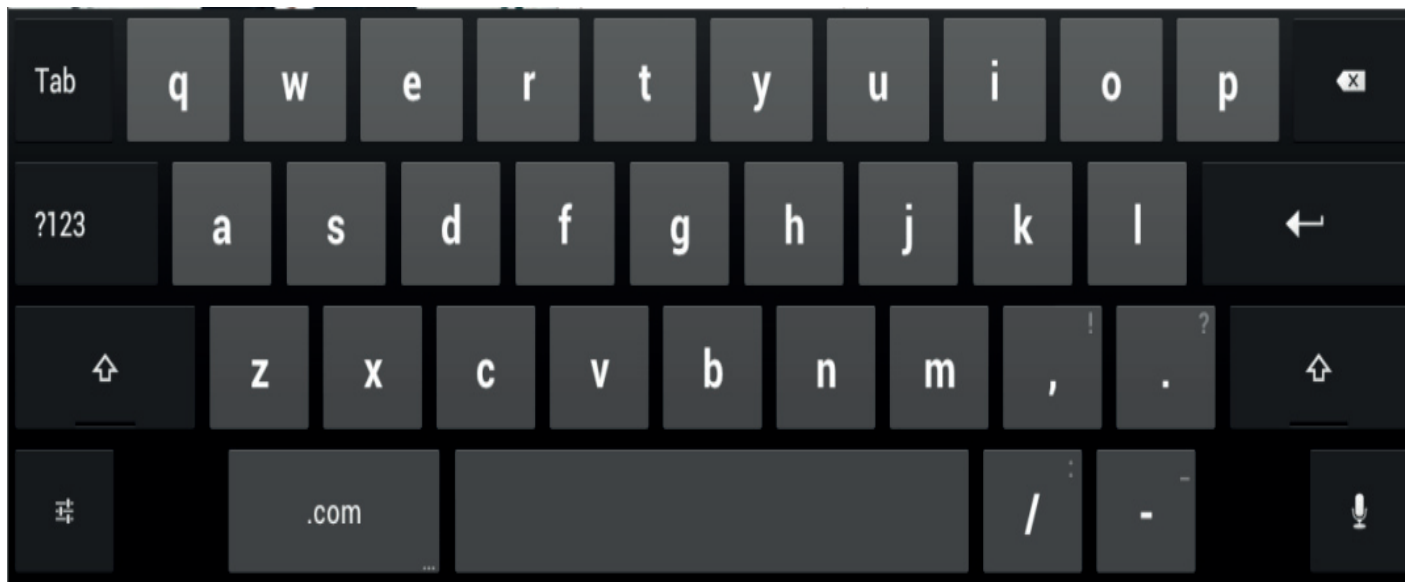 Tab q w e r t y u i o p
?123 a s d f g h j k l
z x c v b n m , ! . ?
.com ... / : - _